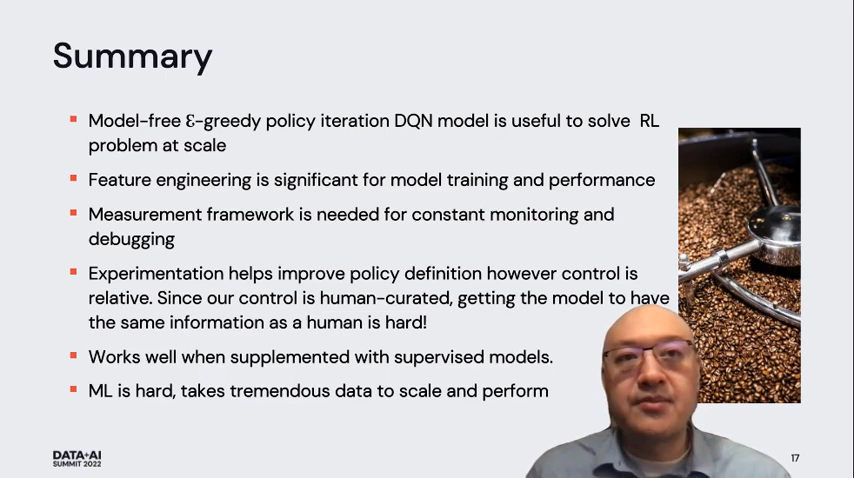 Summary
Model-free Ɛ-greedy policy iteration DQN model is useful to solve RL
problem at scale
Feature engineering is significant for model training and performance
Measurement framework is needed for constant monitoring and
debugging
Experimentation helps improve policy definition however control is
relative. Since our control is human-curated, getting the model to have
the same information as a human is hard!
Works well when supplemented with supervised models.
ML is hard, takes tremendous data to scale and perform
DATA+AI
SUMMIT 2022
17